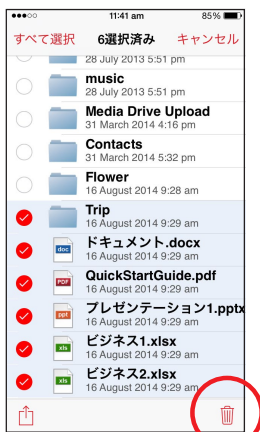 11:41 am 85%
すべて選択 6選択済み キャンセル
28 July 2013 5:51 pm
music
28 July 2013 5:51 pm
Media Drive Upload
31 March 2014 4:16 pm
Contacts
31 March 2014 5:32 pm
Flower
16 August 2014 9:28 am
Trip
16 August 2014 9:29 am
doc
ドキュメント.docx
16 August 2014 9:29 am
PDF
QuickStartGuide.pdf
16 August 2014 9:29 am
ppt
プレゼンテーション1.pptx
16 August 2014 9:29 am
xls
ビジネス1.xlsx
16 August 2014 9:29 am
xls
ビジネス2.xlsx
16 August 2014 9:29 am